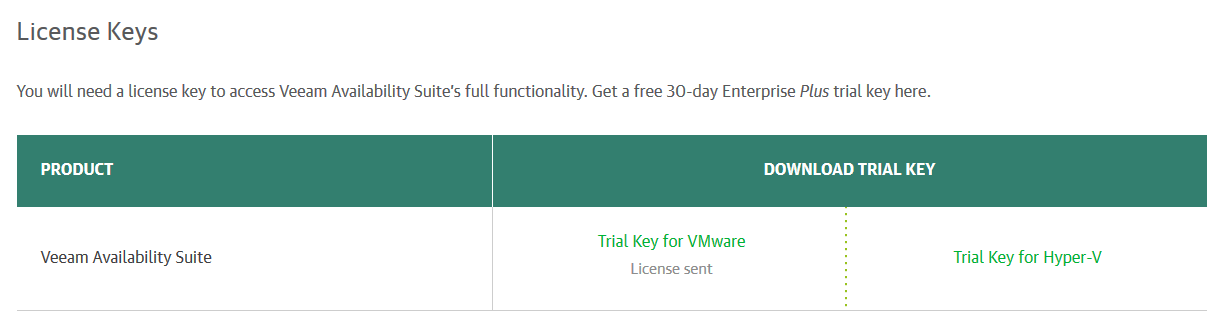 License Keys
You will need a license key to access Veeam Availability Suite's full functionality. Get a free 30-day Enterprise Plus trial key here.
PRODUCT
DOWNLOAD TRIAL KEY
Veeam Availability Suite
Trial Key for VMware
License sent
Trial Key for Hyper-V